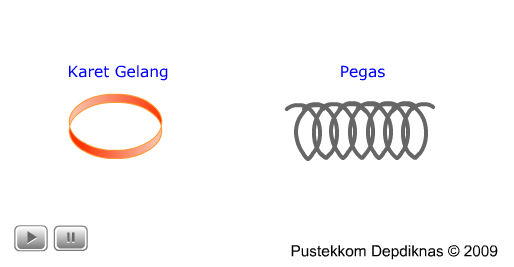 Karet Gelang
Pegas
Pustekkom Depdiknas © 2009